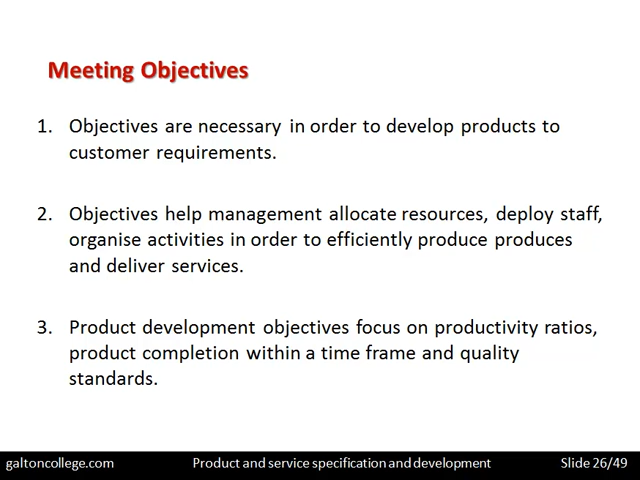 Meeting Objectives
1. Objectives are necessary in order to develop products to
customer requirements.
2. Objectives help management allocate resources, deploy staff,
organise activities in order to efficiently produce produces
and deliver services.
3. Product development objectives focus on productivity ratios,
product completion within a time frame and quality
standards.
galtoncollege.com Product and service specification and development Slide 26/49